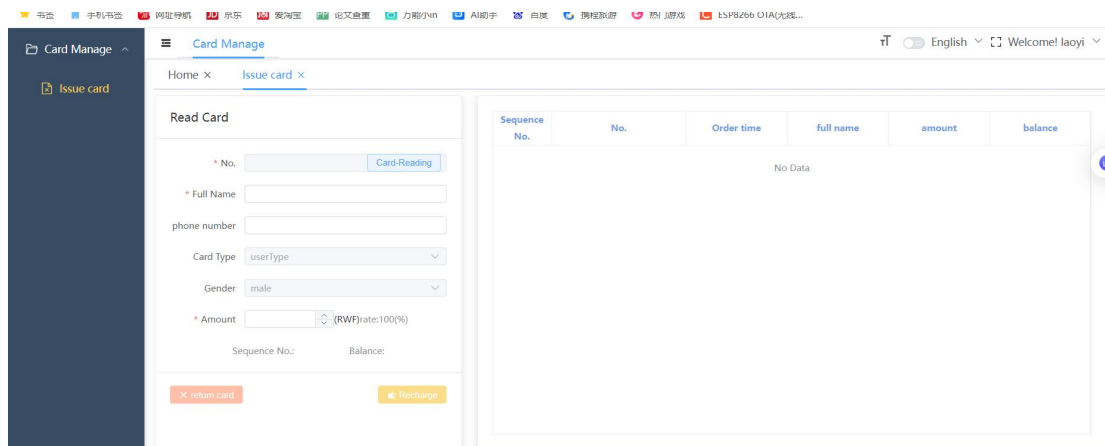 书签 手机书签 网址导航 JD 京东 爱淘宝 论文查重 万能小in AI助手 百度 携程旅游 热门游戏 C ESP8266 OTA(无线...
Card Manage
Issue card
Card Manage
English Welcome! laoyi
Home × Issue card ×
Read Card
* No. Card-Reading
* Full Name
phone number
Card Type userType
Gender male
* Amount (RWF)rate:100(%)
Sequence No.: Balance:
× return card Recharge
Sequence No. No. Order time full name amount balance
No Data